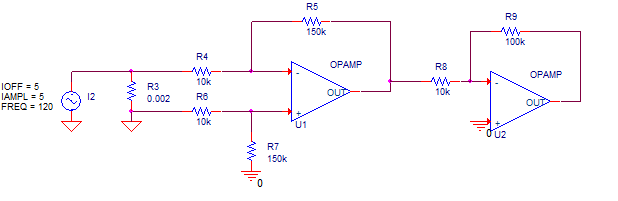 R5
150k
R9
100k
R4
10k
OPAMP
-
OUT
+
U1
R8
10k
OPAMP
-
OUT
+
0
U2
IOFF = 5
IAMPL = 5
FREQ = 120
I2
R3
0.002
R6
10k
R7
150k
0